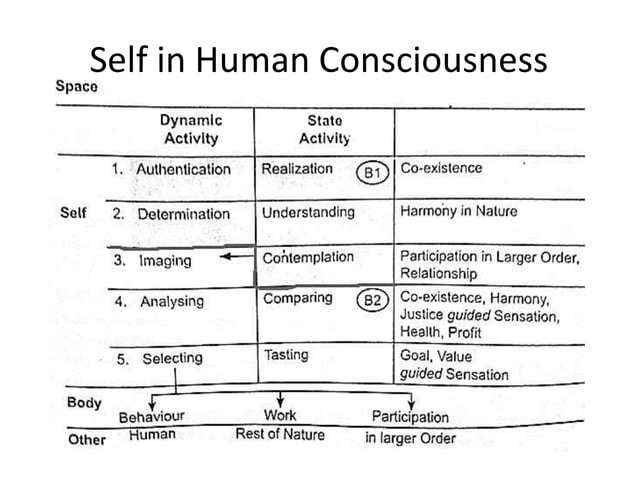 Self in Human Consciousness
Space
Dynamic Activity
State Activity
1. Authentication Realization B1 Co-existence
Self 2. Determination Understanding Harmony in Nature
3. Imaging Contemplation Participation in Larger Order,
Relationship
4. Analysing Comparing B2 Co-existence, Harmony,
Justice guided Sensation,
Health, Profit
5. Selecting Tasting Goal, Value
guided Sensation
Body
Behaviour Work Participation
Other Human Rest of Nature in larger Order